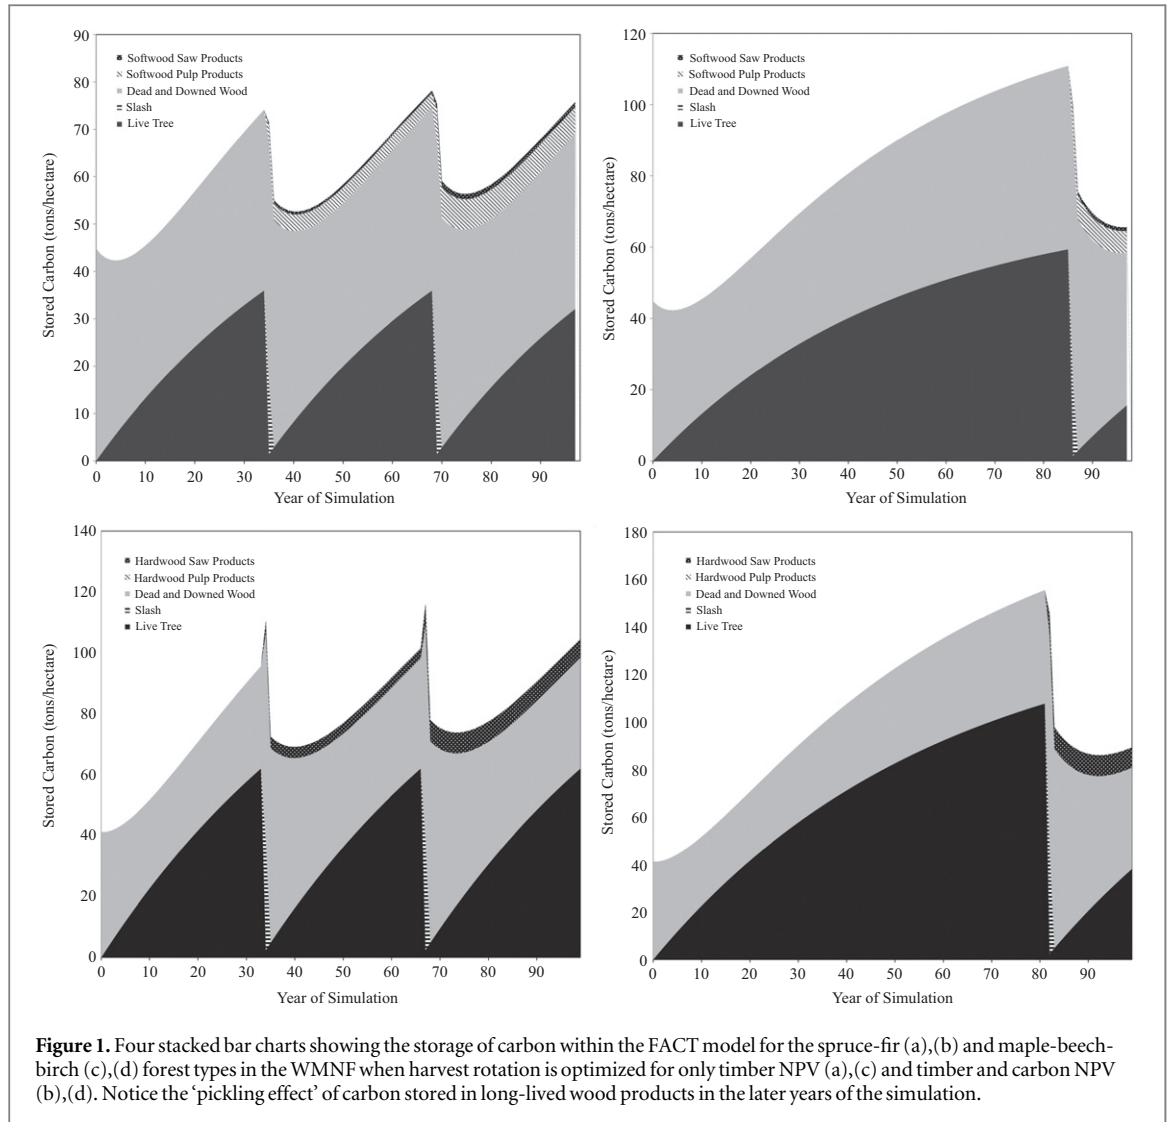 90
80
70
60
50
40
30
20
10
0
Stored Carbon (tons/hectare)
Softwood Saw Products
Softwood Pulp Products
Dead and Downed Wood
Slash
Live Tree
0 10 20 30 40 50 60 70 80 90
Year of Simulation
120
100
80
60
40
20
0
Stored Carbon (tons/hectare)
Softwood Saw Products
Softwood Pulp Products
Dead and Downed Wood
Slash
Live Tree
0 10 20 30 40 50 60 70 80 90
Year of Simulation
140
120
100
80
60
40
20
0
Stored Carbon (tons/hectare)
Hardwood Saw Products
Hardwood Pulp Products
Dead and Downed Wood
Slash
Live Tree
0 10 20 30 40 50 60 70 80 90
Year of Simulation
180
160
140
120
100
80
60
40
20
0
Stored Carbon (tons/hectare)
Hardwood Saw Products
Hardwood Pulp Products
Dead and Downed Wood
Slash
Live Tree
0 10 20 30 40 50 60 70 80 90
Year of Simulation
Figure 1. Four stacked bar charts showing the storage of carbon within the FACT model for the spruce-fir (a),(b) and maple-beech-
birch (c),(d) forest types in the WMNF when harvest rotation is optimized for only timber NPV (a),(c) and timber and carbon NPV
(b),(d). Notice the ‘pickling effect’ of carbon stored in long-lived wood products in the later years of the simulation.